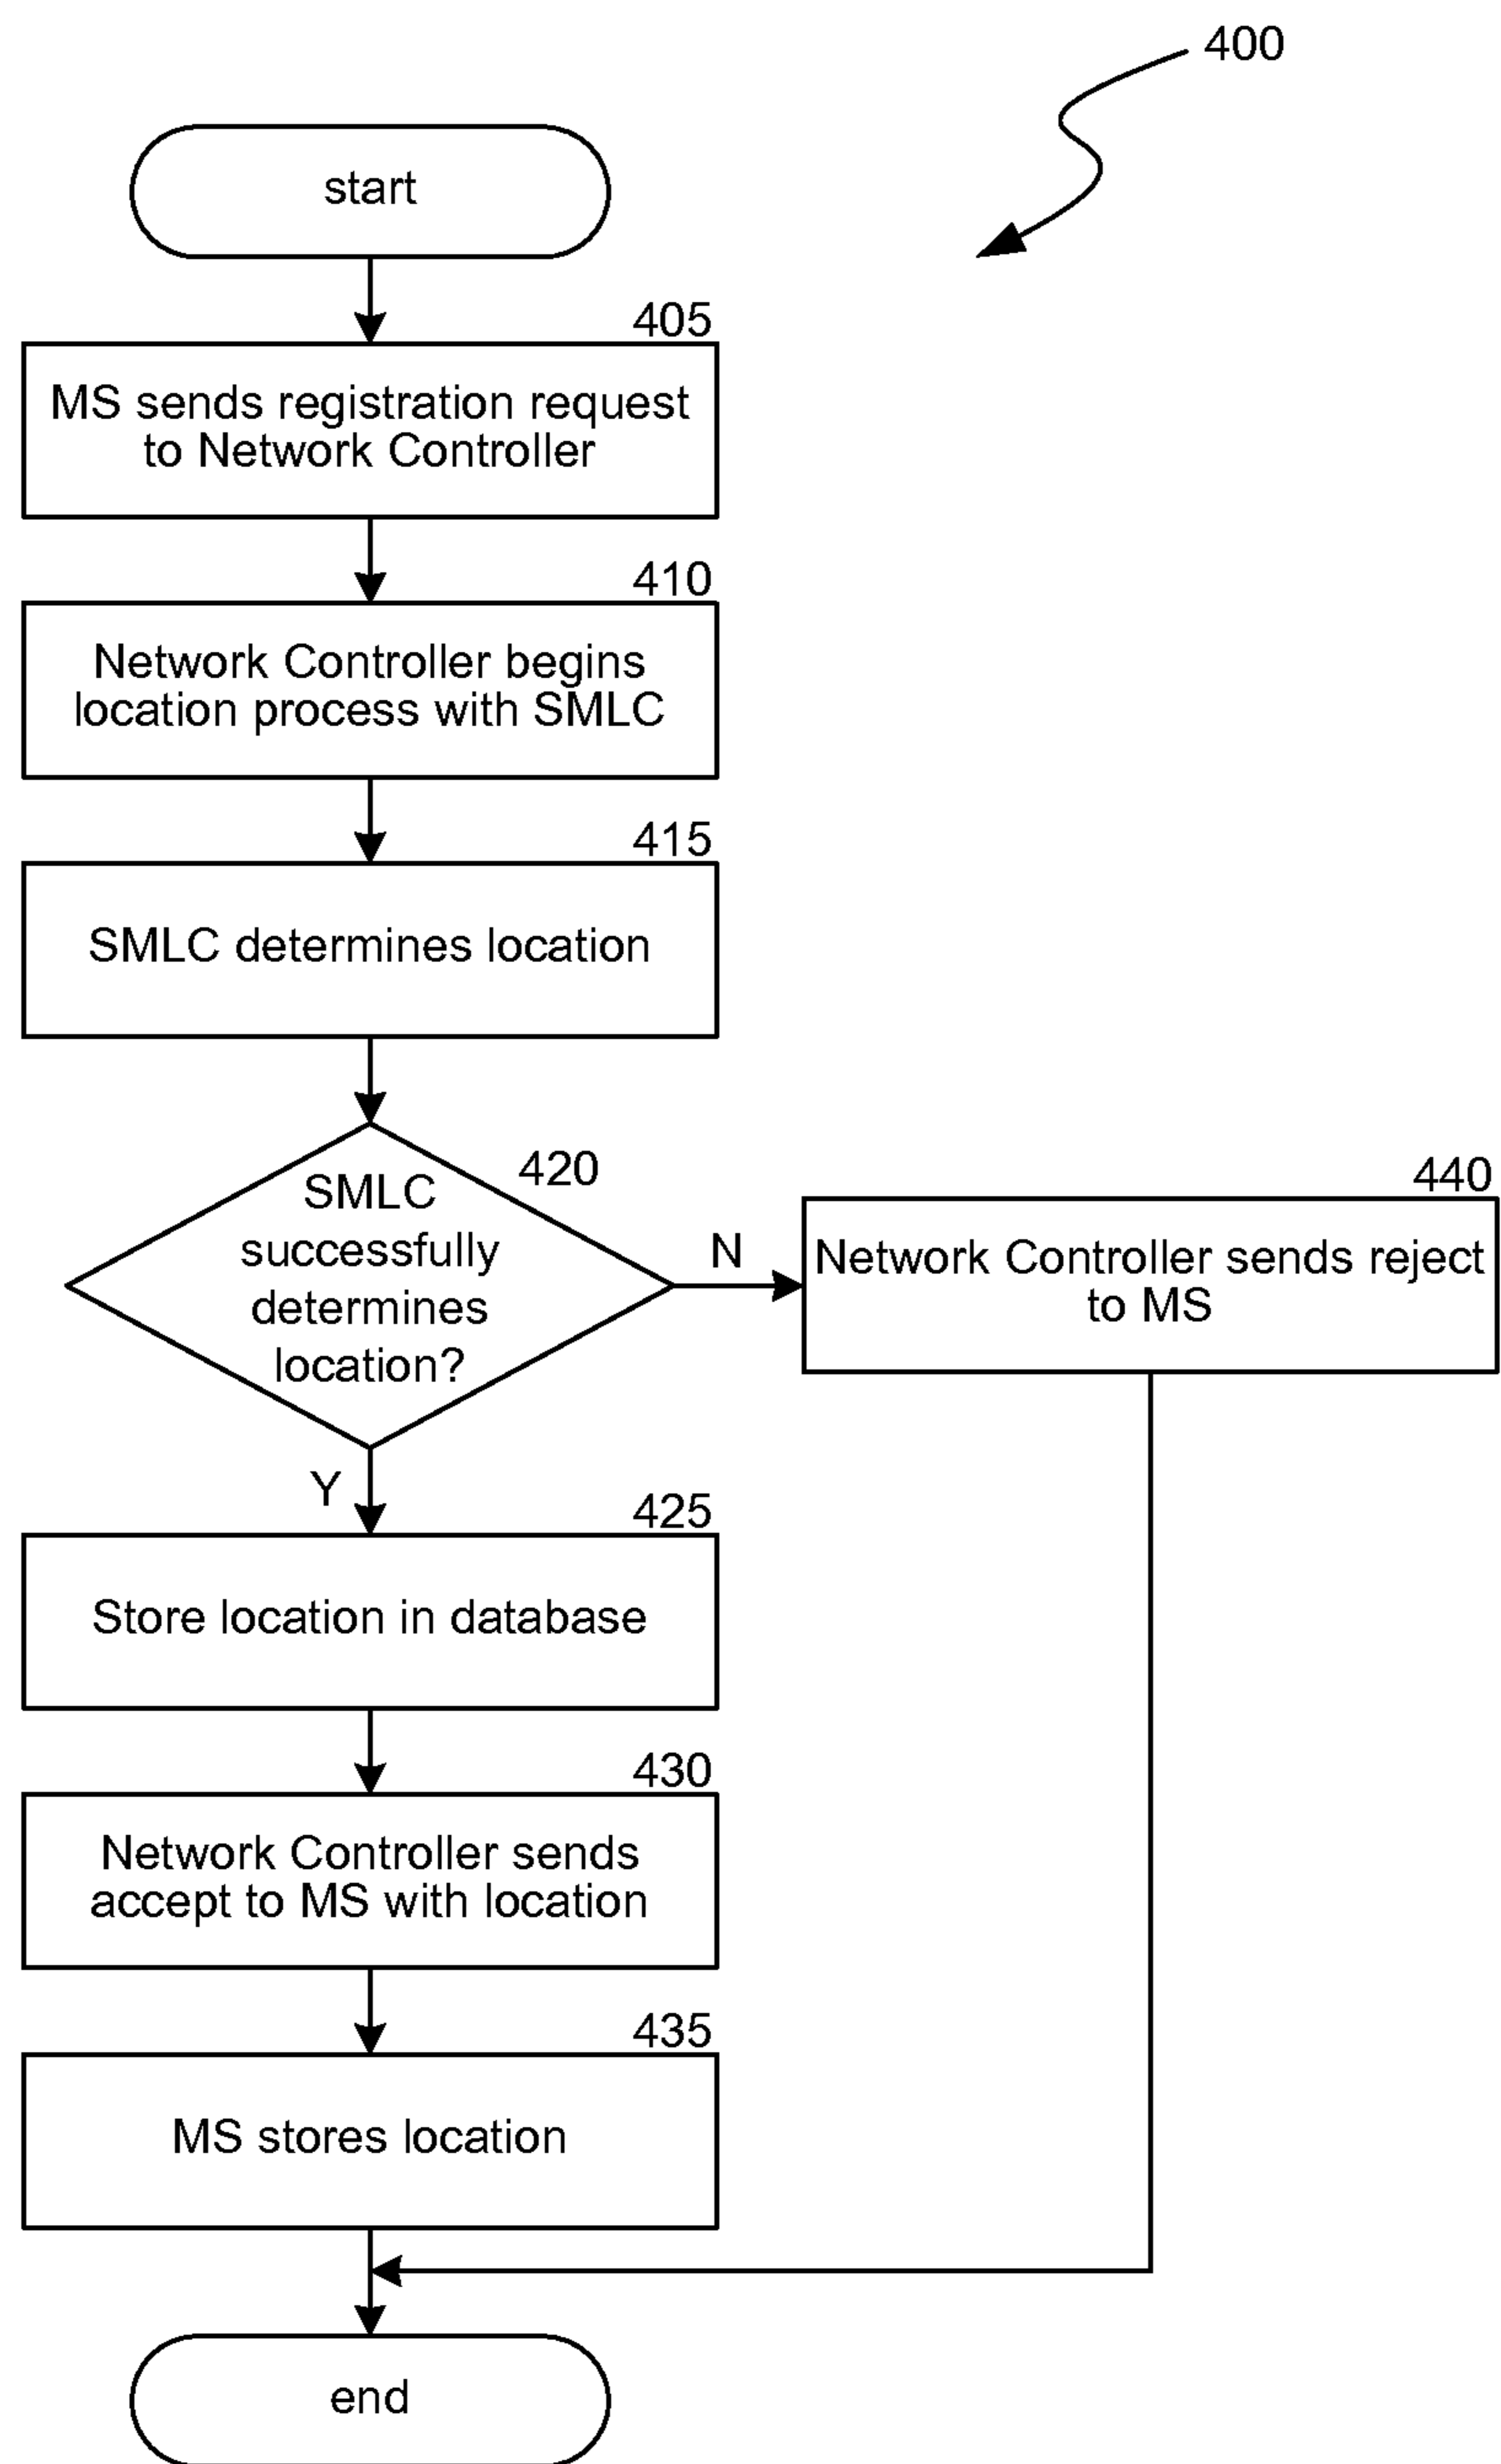 400
start
405
MS sends registration request
to Network Controller
410
Network Controller begins
location process with SMLC
415
SMLC determines location
420
SMLC
successfully
determines
location?
N
440
Network Controller sends reject
to MS
Y
425
Store location in database
430
Network Controller sends
accept to MS with location
435
MS stores location
end